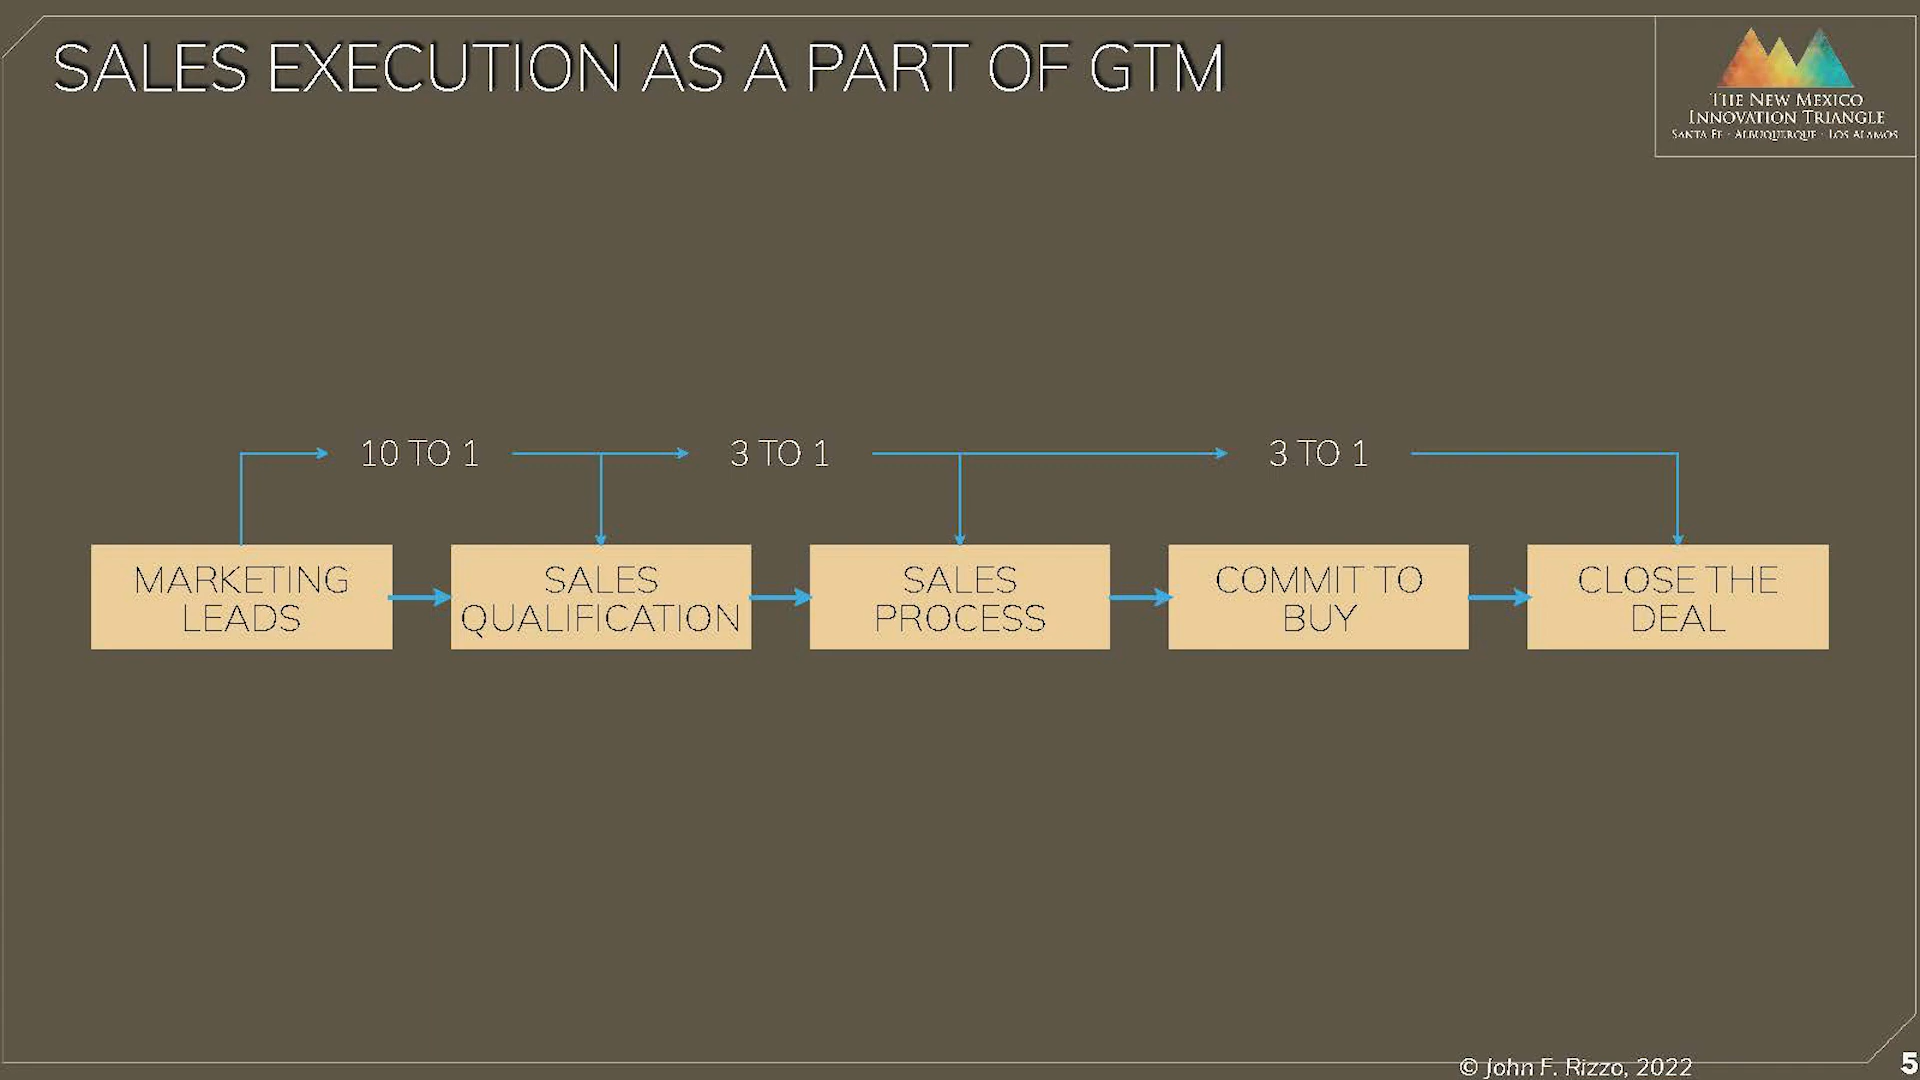 SALES EXECUTION AS A PART OF GTM
THE NEW MEXICO
INNOVATION TRIANGLE
SANTA FE · ALBUQUERQUE · LOS ALAMOS
10 TO 1
3 TO 1
3 TO 1
MARKETING
LEADS
SALES
QUALIFICATION
SALES
PROCESS
COMMIT TO
BUY
CLOSE THE
DEAL
© John F. Rizzo, 2022
5